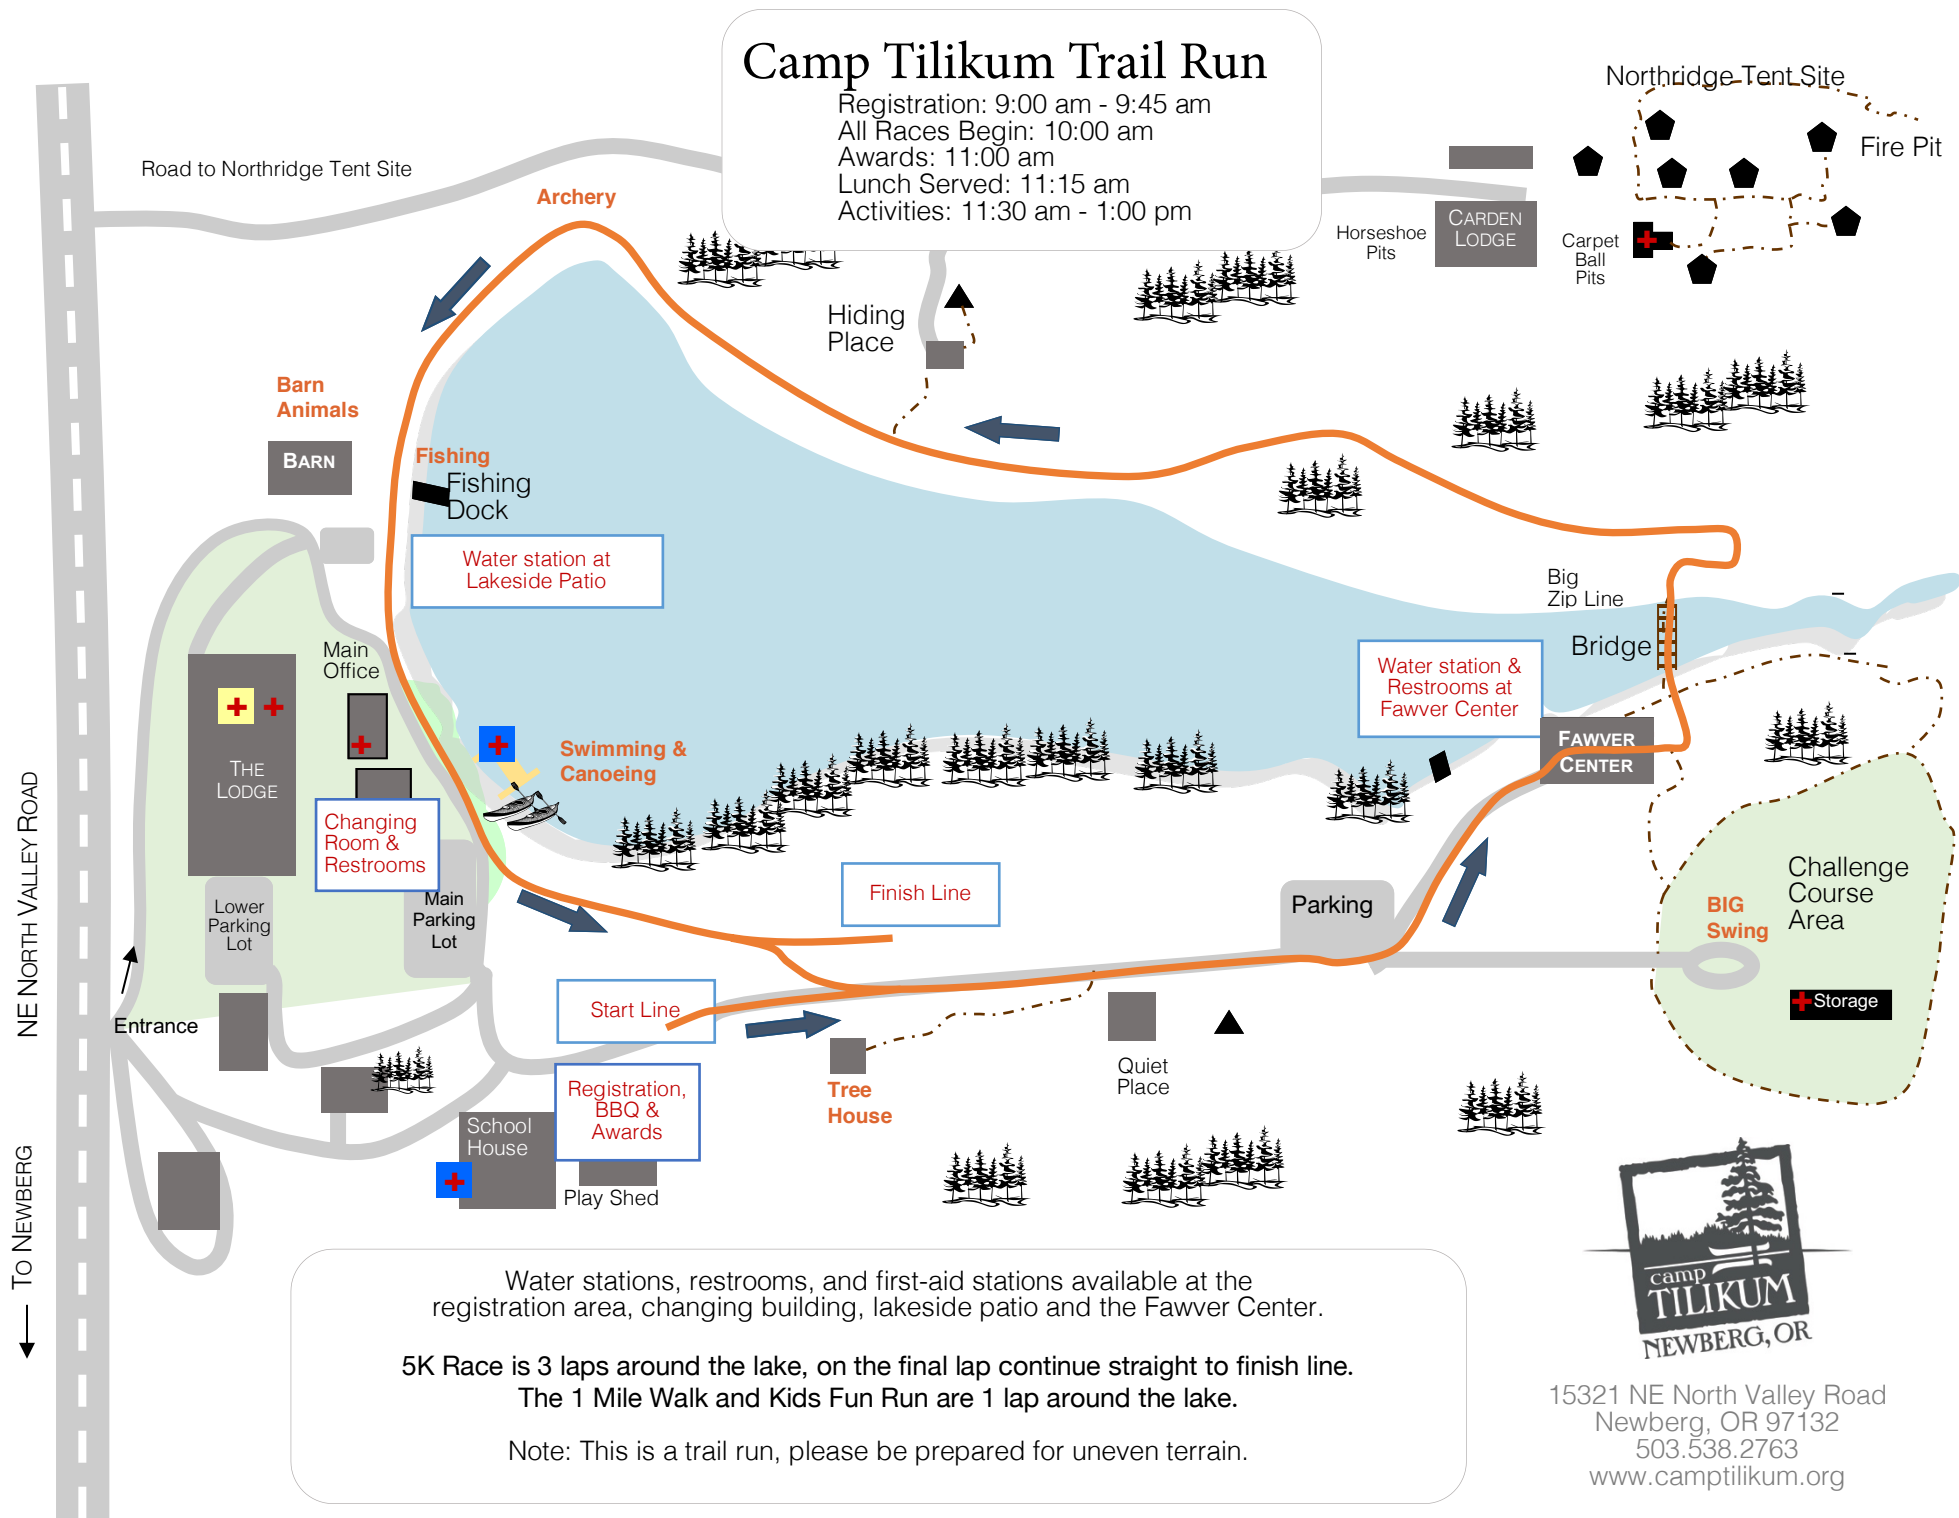 Camp Tilikum Trail Run
Registration: 9:00 am - 9:45 am
All Races Begin: 10:00 am
Awards: 11:00 am
Lunch Served: 11:15 am
Activities: 11:30 am - 1:00 pm
Northridge Tent Site
Fire Pit
Road to Northridge Tent Site
Archery
Horseshoe
Pits
CARDEN
LODGE
Carpet
Ball
Pits
Hiding
Place
Barn
Animals
BARN
Fishing
Fishing
Dock
Water station at
Lakeside Patio
Big
Zip Line
Bridge
Main
Office
Water station &
Restrooms at
Fawver Center
FAWVER
CENTER
THE
LODGE
Swimming &
Canoeing
Changing
Room &
Restrooms
Finish Line
Parking
Challenge
Course
Area
BIG
Swing
Lower
Parking
Lot
Main
Parking
Lot
NE NORTH VALLEY ROAD
Start Line
Storage
Entrance
Quiet
Place
Tree
House
Registration,
BBQ &
Awards
School
House
Play Shed
TO NEWBERG
Water stations, restrooms, and first-aid stations available at the
registration area, changing building, lakeside patio and the Fawver Center.
5K Race is 3 laps around the lake, on the final lap continue straight to finish line.
The 1 Mile Walk and Kids Fun Run are 1 lap around the lake.
Note: This is a trail run, please be prepared for uneven terrain.
camp
TILIKUM
NEWBERG, OR
15321 NE North Valley Road
Newberg, OR 97132
503.538.2763
www.camptilikum.org